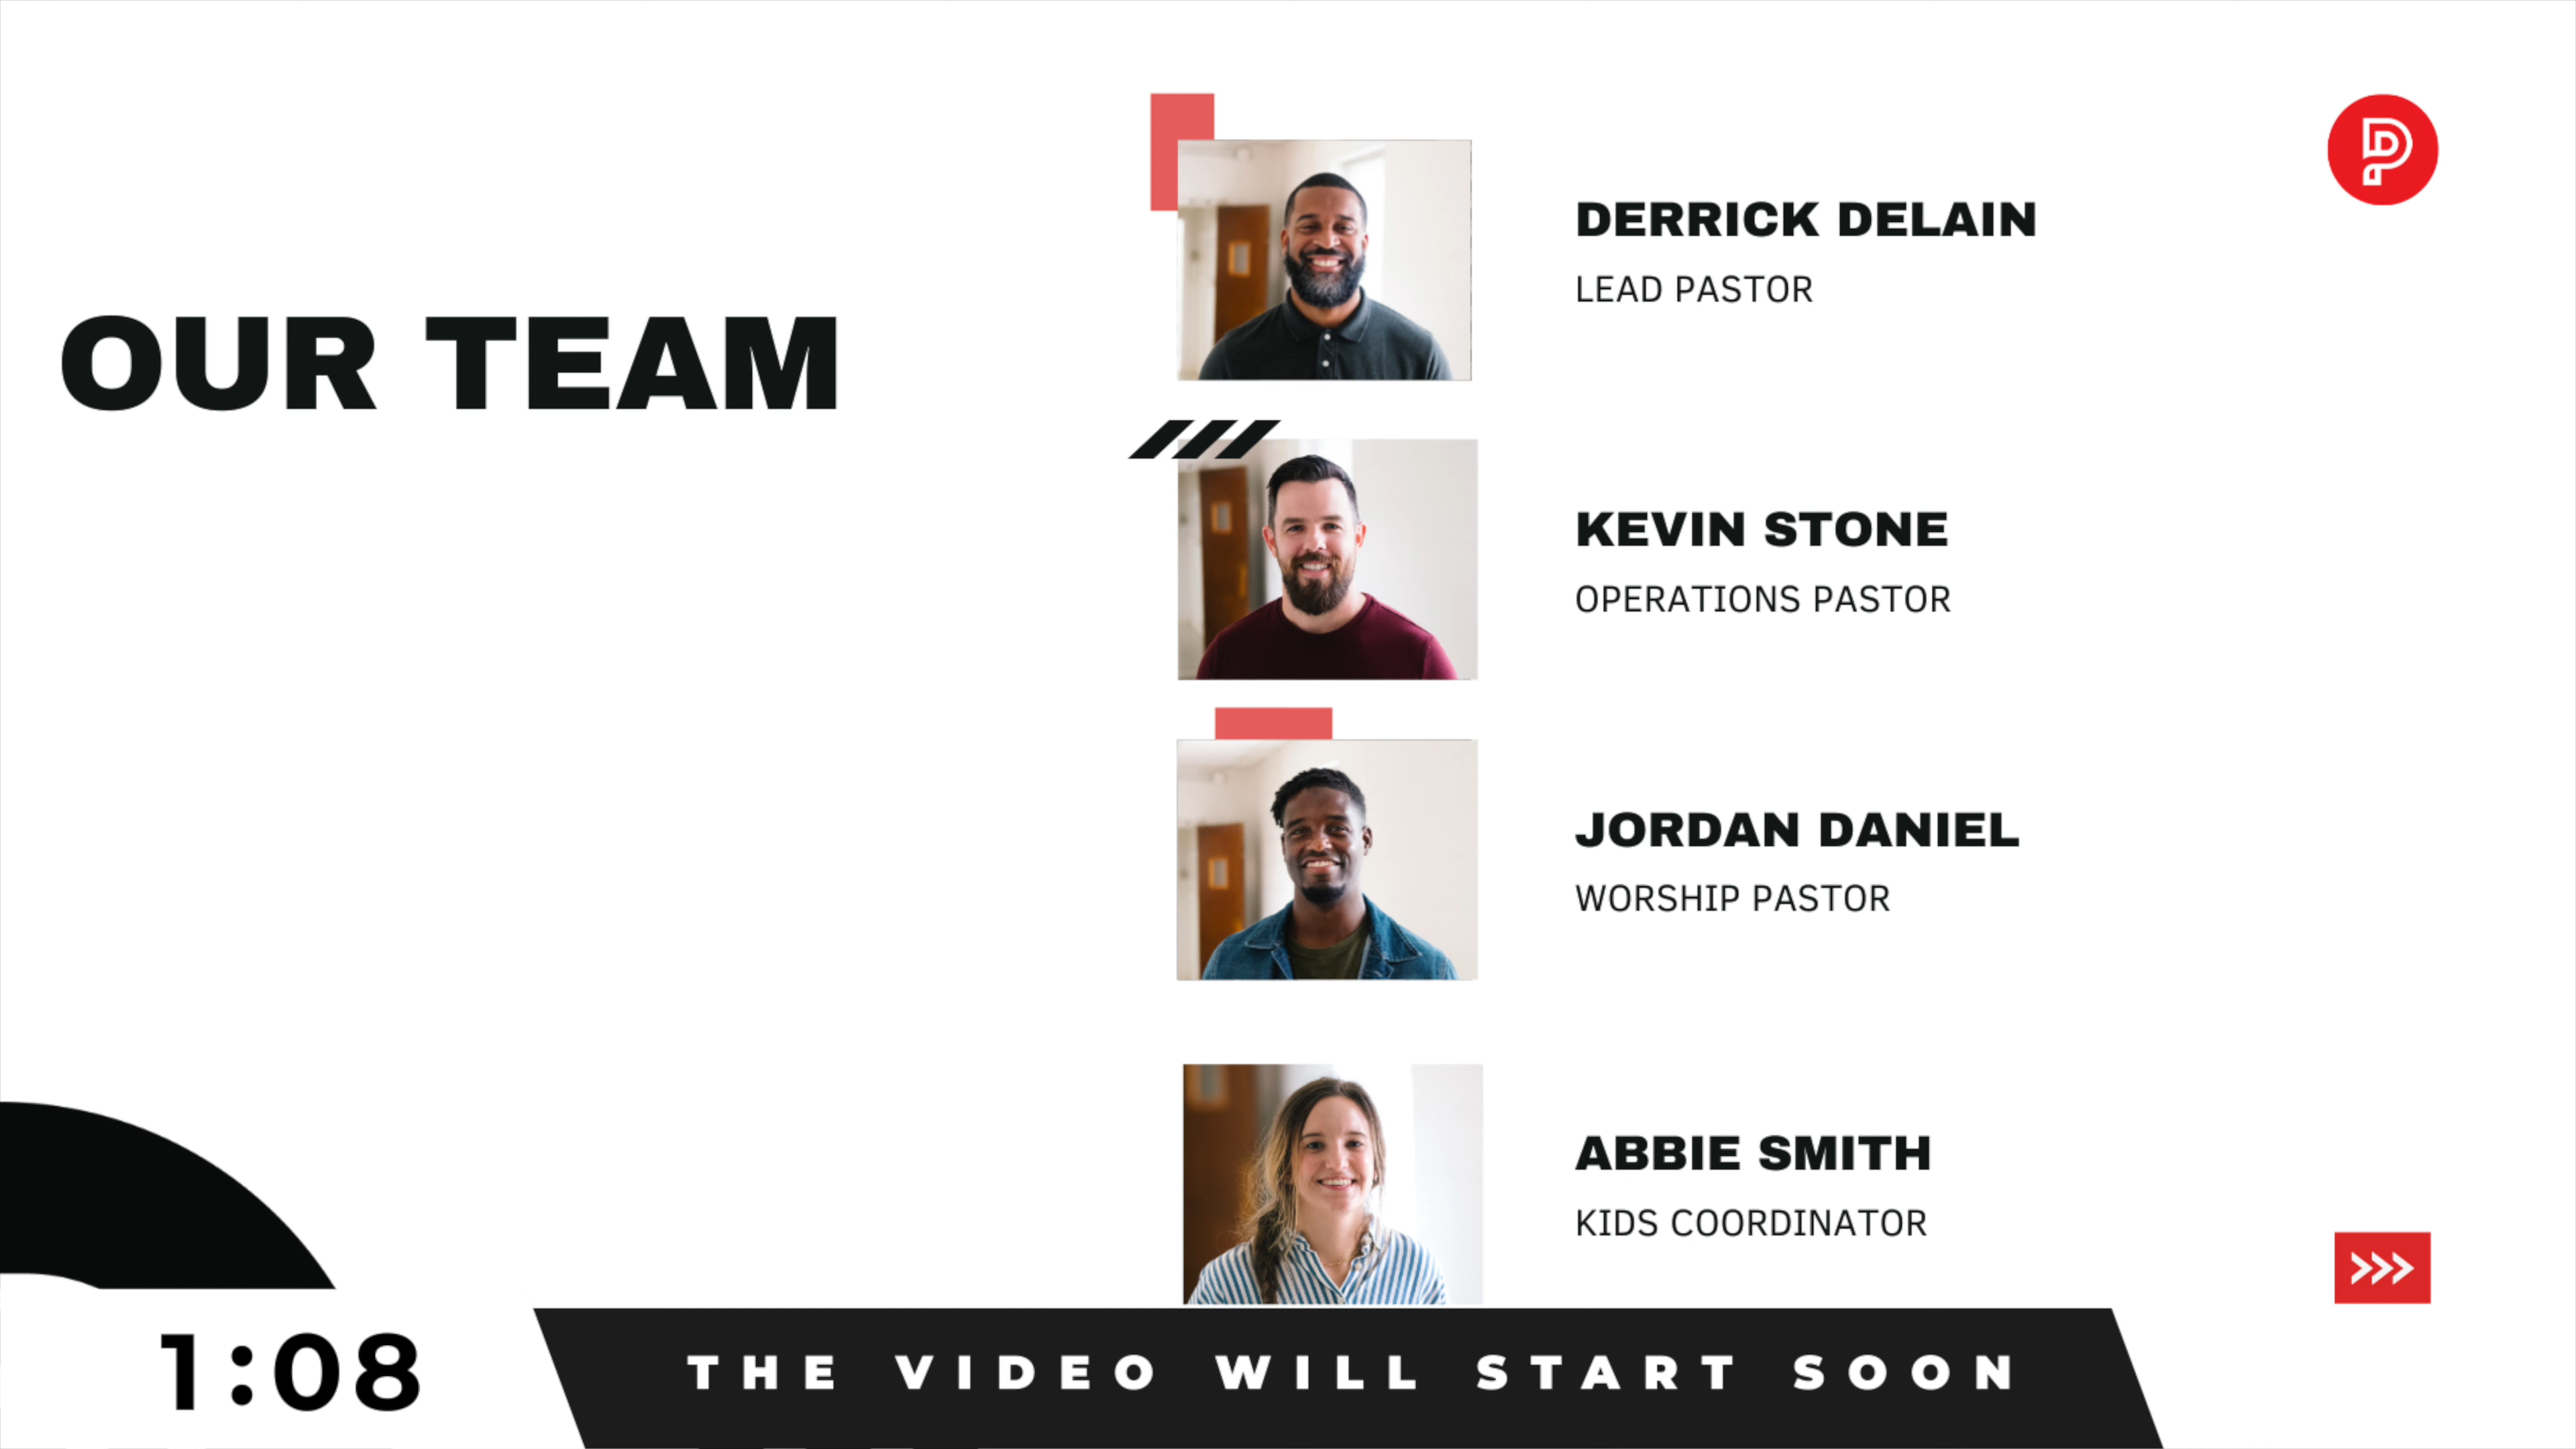 OUR TEAM
DERRICK DELAIN
LEAD PASTOR
KEVIN STONE
OPERATIONS PASTOR
JORDAN DANIEL
WORSHIP PASTOR
ABBIE SMITH
KIDS COORDINATOR
1:08
THE VIDEO WILL START SOON